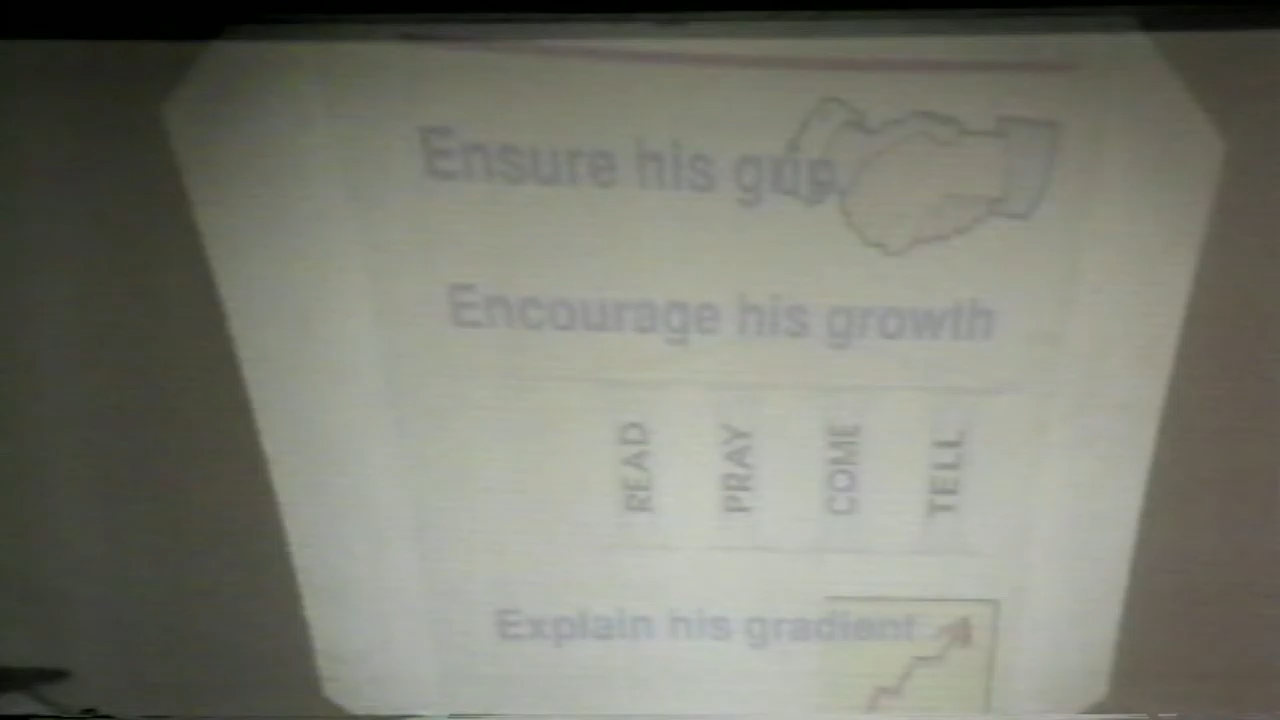 Ensure his grip
Encourage his growth
READ PRAY COME TELL
Explain his gradient